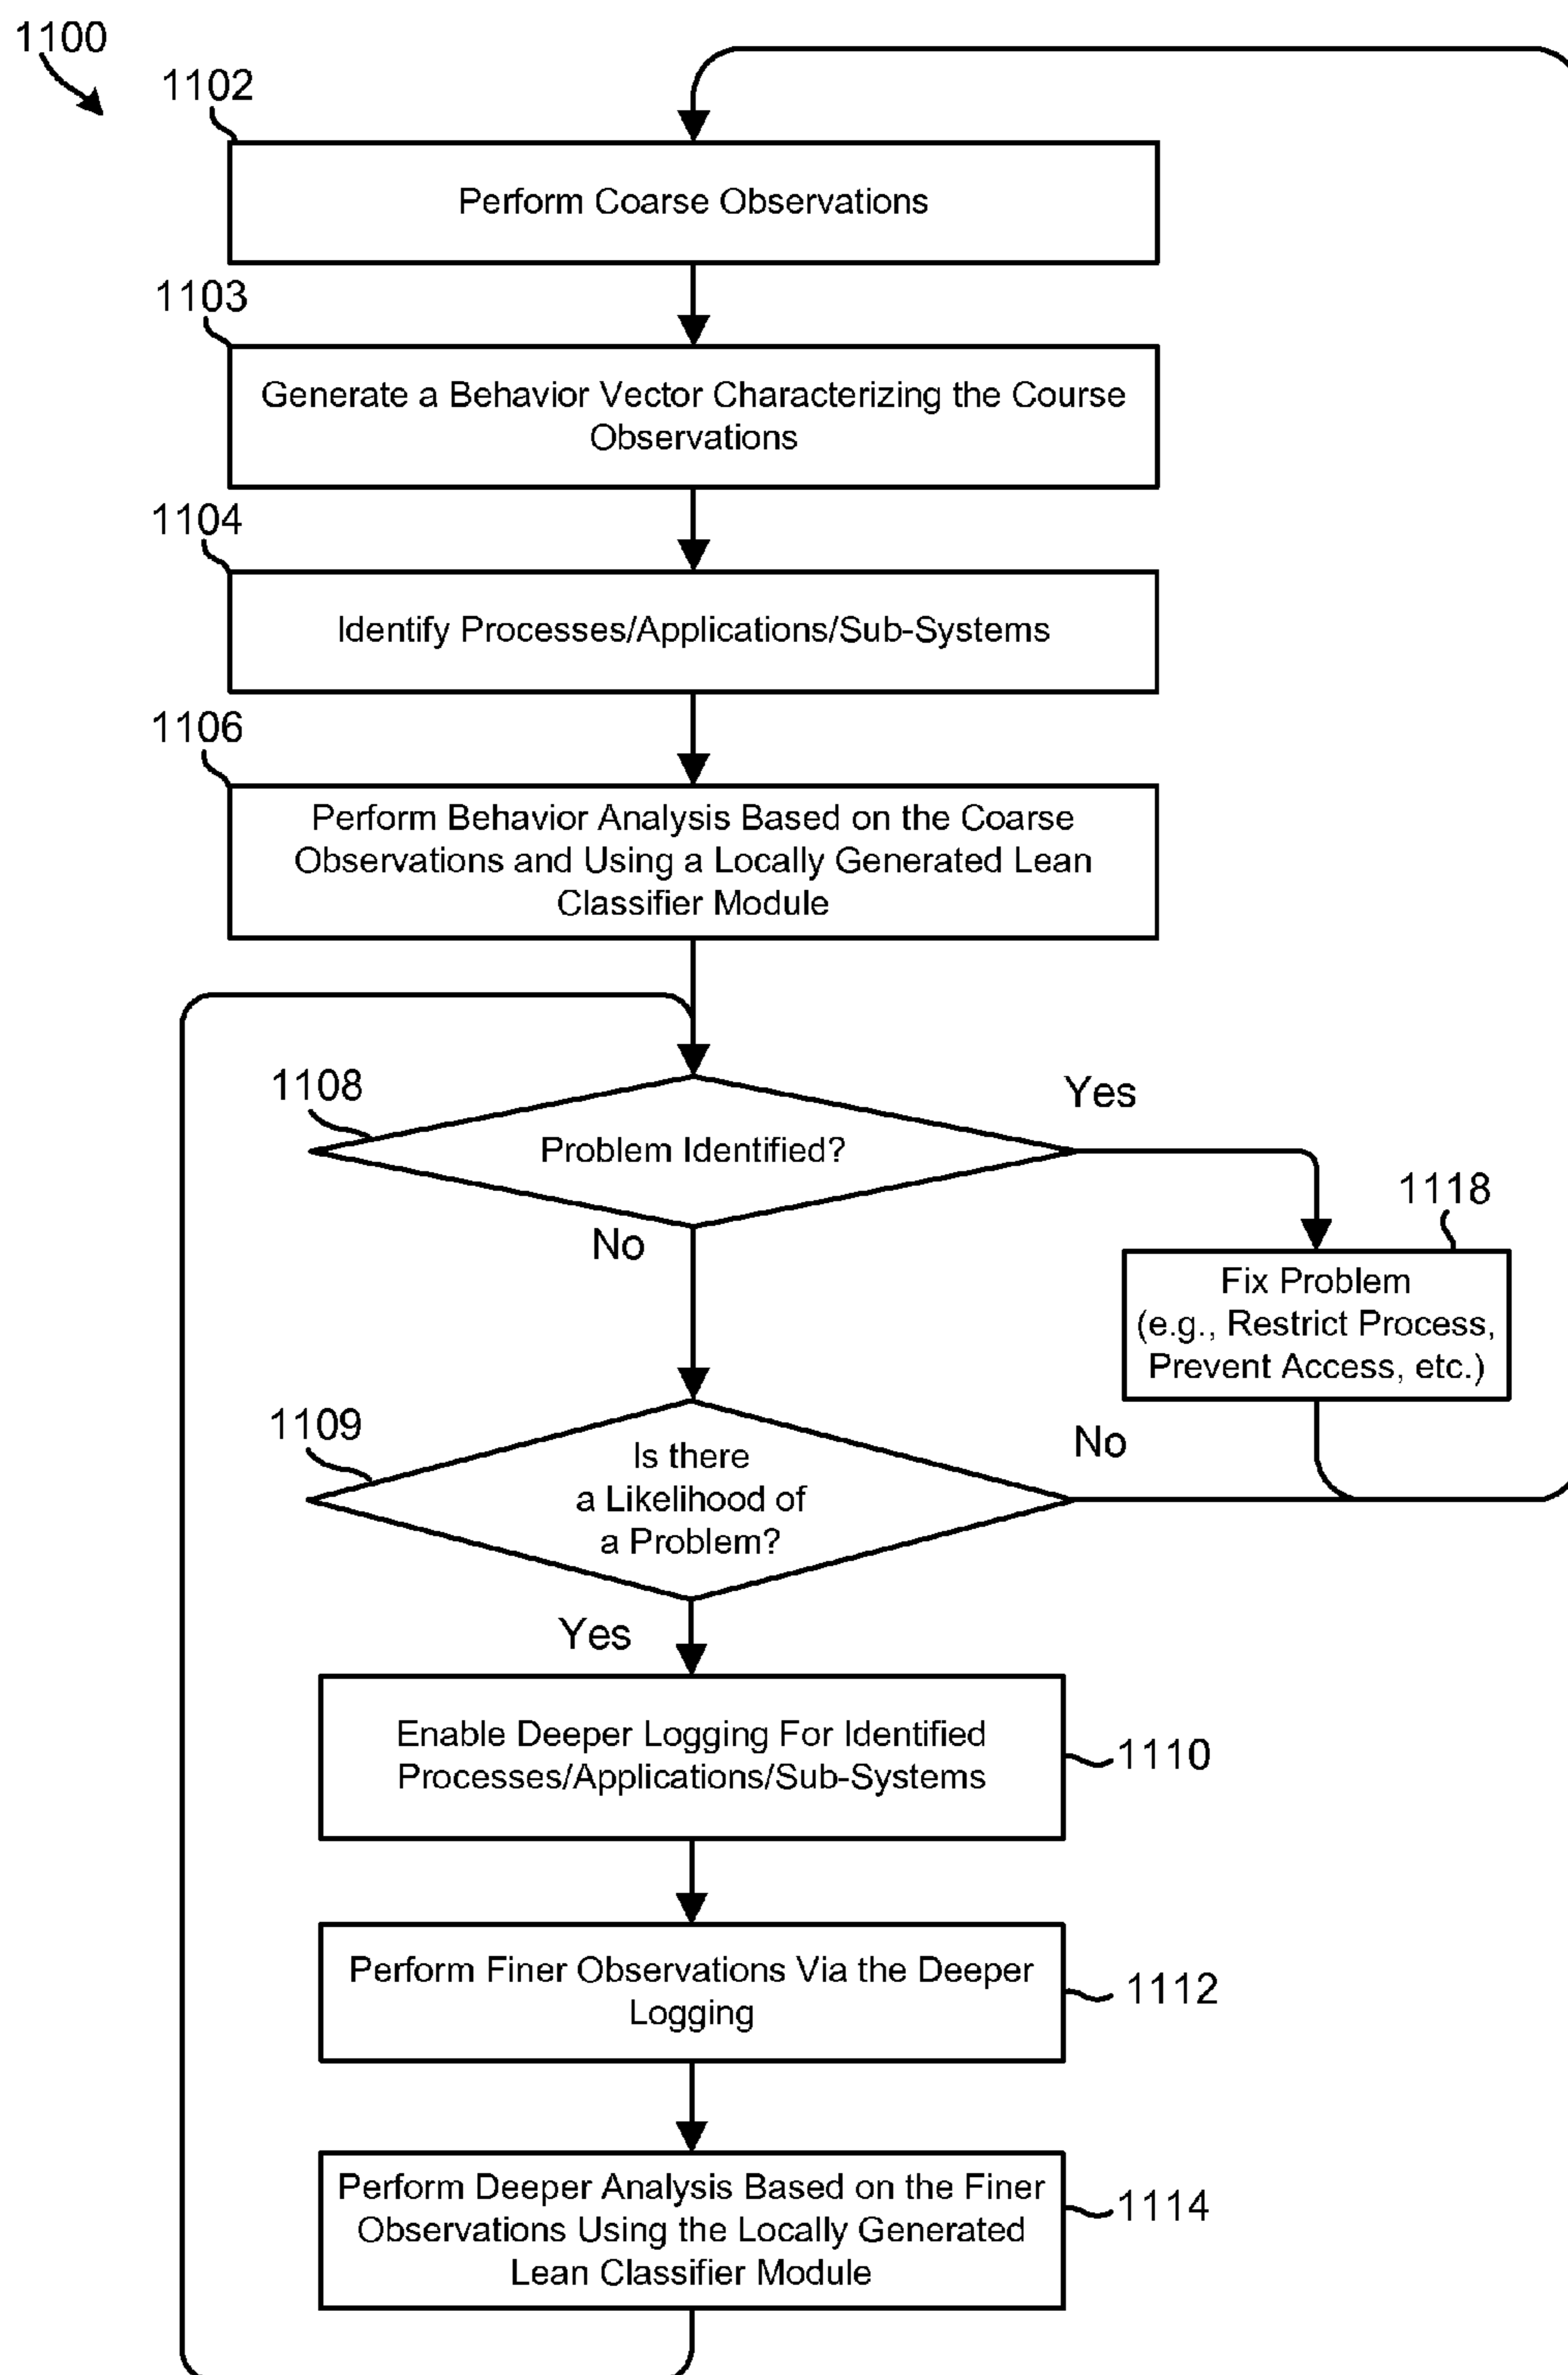 1100
1102
Perform Coarse Observations
1103
Generate a Behavior Vector Characterizing the Course
Observations
1104
Identify Processes/Applications/Sub-Systems
1106
Perform Behavior Analysis Based on the Coarse
Observations and Using a Locally Generated Lean
Classifier Module
1108
Problem Identified?
Yes
No
1118
Fix Problem
(e.g., Restrict Process,
Prevent Access, etc.)
1109
Is there
a Likelihood of
a Problem?
No
Yes
Enable Deeper Logging For Identified
Processes/Applications/Sub-Systems
1110
Perform Finer Observations Via the Deeper
Logging
1112
Perform Deeper Analysis Based on the Finer
Observations Using the Locally Generated
Lean Classifier Module
1114